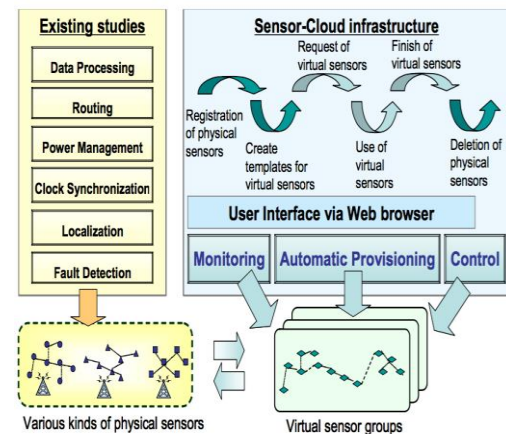 Existing studies
Data Processing
Routing
Power Management
Clock Synchronization
Localization
Fault Detection
Various kinds of physical sensors
Sensor-Cloud infrastructure
Request of
virtual sensors
Finish of
virtual sensors
Registration
of physical
sensors
Create
templates for
virtual sensors
Use of
virtual
sensors
Deletion of
physical
sensors
User Interface via Web browser
Monitoring
Automatic Provisioning
Control
Virtual sensor groups